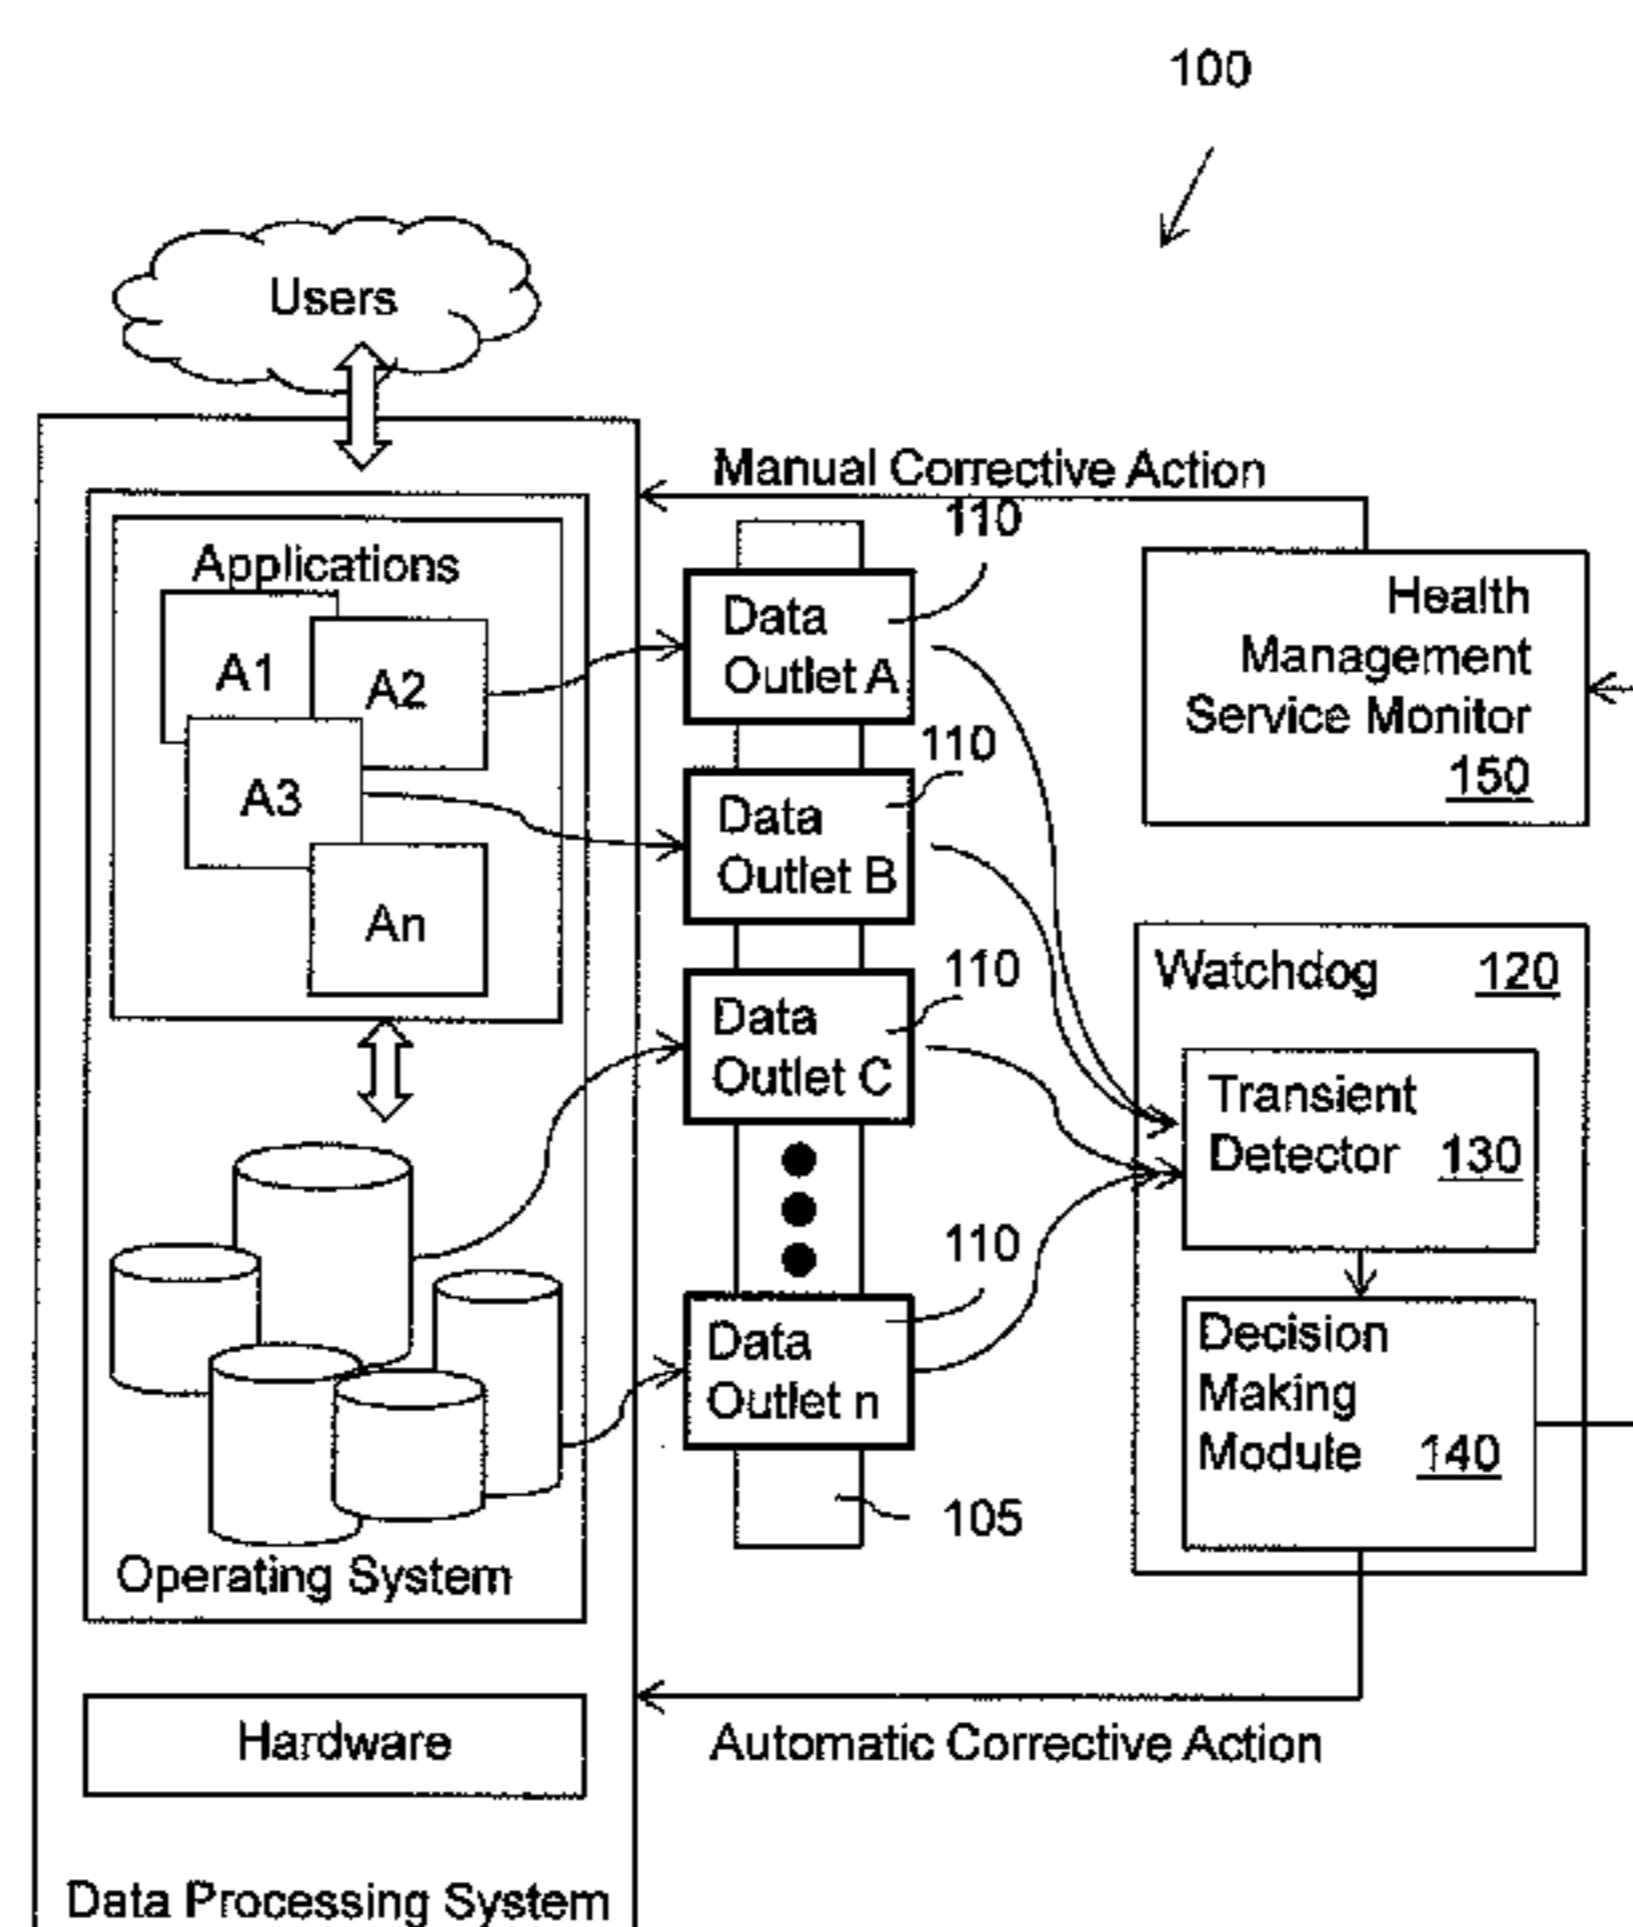 100
Users
Manual Corrective Action
110
Applications
A1
A2
A3
An
Data
Outlet A
110
Data
Outlet B
110
Data
Outlet C
110
Data
Outlet n
105
Health
Management
Service Monitor
150
Watchdog 120
Transient
Detector 130
Decision
Making
Module 140
Operating System
Hardware
Automatic Corrective Action
Data Processing System